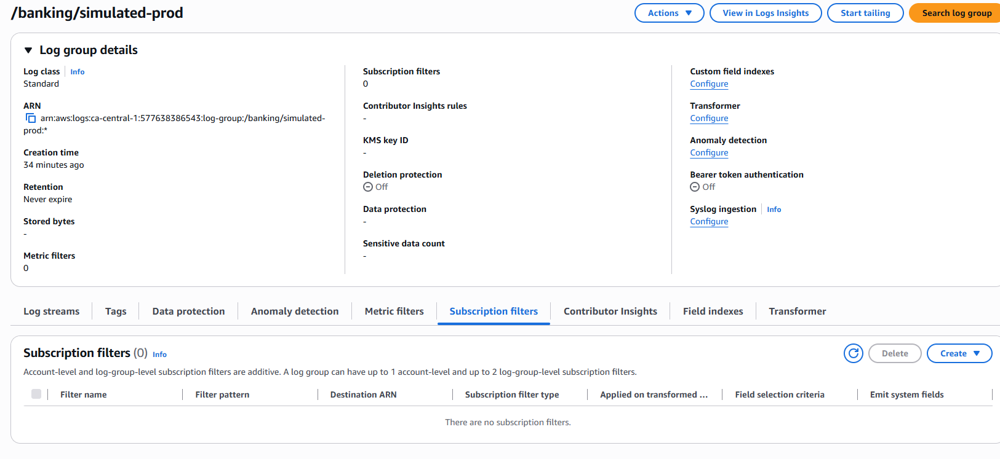 /banking/simulated-prod
Actions
View in Logs Insights
Start tailing
Search log group
Log group details
Log class
Info
Standard
ARN
arn:aws:logs:ca-central-1:577638386543:log-group:/banking/simulated-
prod:*
Creation time
34 minutes ago
Retention
Never expire
Stored bytes
-
Metric filters
0
Subscription filters
0
Contributor Insights rules
-
KMS key ID
-
Deletion protection
Off
Data protection
-
Sensitive data count
-
Custom field indexes
Configure
Transformer
Configure
Anomaly detection
Configure
Bearer token authentication
Off
Syslog ingestion
Info
Configure
Log streams
Tags
Data protection
Anomaly detection
Metric filters
Subscription filters
Contributor Insights
Field indexes
Transformer
Subscription filters (0) Info
Delete
Create
Account-level and log-group-level subscription filters are additive. A log group can have up to 1 account-level and up to 2 log-group-level subscription filters.
Filter name
Filter pattern
Destination ARN
Subscription filter type
Applied on transformed ...
Field selection criteria
Emit system fields
There are no subscription filters.